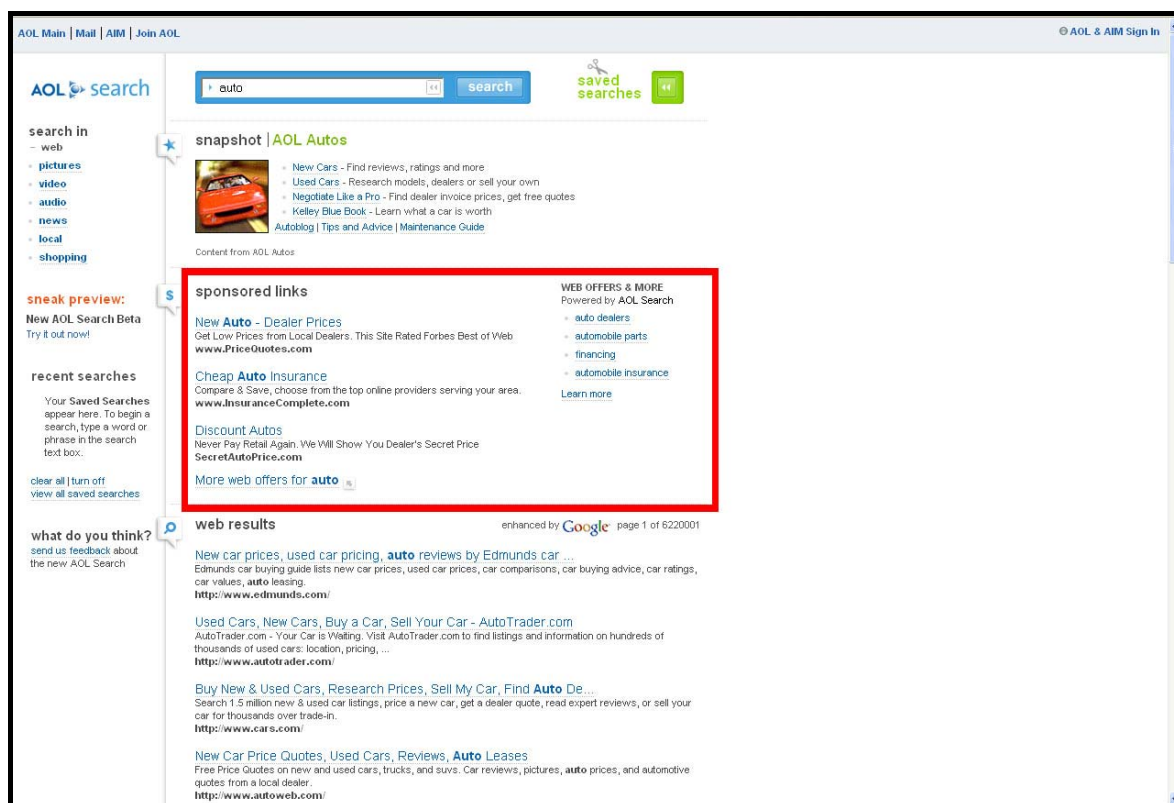 AOL Main | Mail | AIM | Join AOL
AOL & AIM Sign In
AOL search
auto
search
saved searches
search in
– web
pictures
video
audio
news
local
shopping
sneak preview:
New AOL Search Beta
Try it out now!
recent searches
Your Saved Searches
appear here. To begin a
search, type a word or
phrase in the search
text box.
clear all | turn off
view all saved searches
what do you think?
send us feedback about
the new AOL Search
snapshot | AOL Autos
New Cars - Find reviews, ratings and more
Used Cars - Research models, dealers or sell your own
Negotiate Like a Pro - Find dealer invoice prices, get free quotes
Kelley Blue Book - Learn what a car is worth
Autoblog | Tips and Advice | Maintenance Guide
Content from AOL Autos
$
sponsored links
New Auto - Dealer Prices
Get Low Prices from Local Dealers. This Site Rated Forbes Best of Web
www.PriceQuotes.com
Cheap Auto Insurance
Compare & Save, choose from the top online providers serving your area.
www.InsuranceComplete.com
Discount Autos
Never Pay Retail Again. We Will Show You Dealer's Secret Price
SecretAutoPrice.com
More web offers for auto
WEB OFFERS & MORE
Powered by AOL Search
auto dealers
automobile parts
financing
automobile insurance
Learn more
web results
enhanced by Google page 1 of 6220001
New car prices, used car pricing, auto reviews by Edmunds car ...
Edmunds car buying guide lists new car prices, used car prices, car comparisons, car buying advice, car ratings,
car values, auto leasing.
http://www.edmunds.com/
Used Cars, New Cars, Buy a Car, Sell Your Car - AutoTrader.com
AutoTrader.com - Your Car is Waiting. Visit AutoTrader.com to find listings and information on hundreds of
thousands of used cars: location, pricing, ...
http://www.autotrader.com/
Buy New & Used Cars, Research Prices, Sell My Car, Find Auto De...
Search 1.5 million new & used car listings, price a new car, get a dealer quote, read expert reviews, or sell your
car for thousands over trade-in.
http://www.cars.com/
New Car Price Quotes, Used Cars, Reviews, Auto Leases
Free Price Quotes on new and used cars, trucks, and suvs. Car reviews, pictures, auto prices, and automotive
quotes from a local dealer.
http://www.autoweb.com/